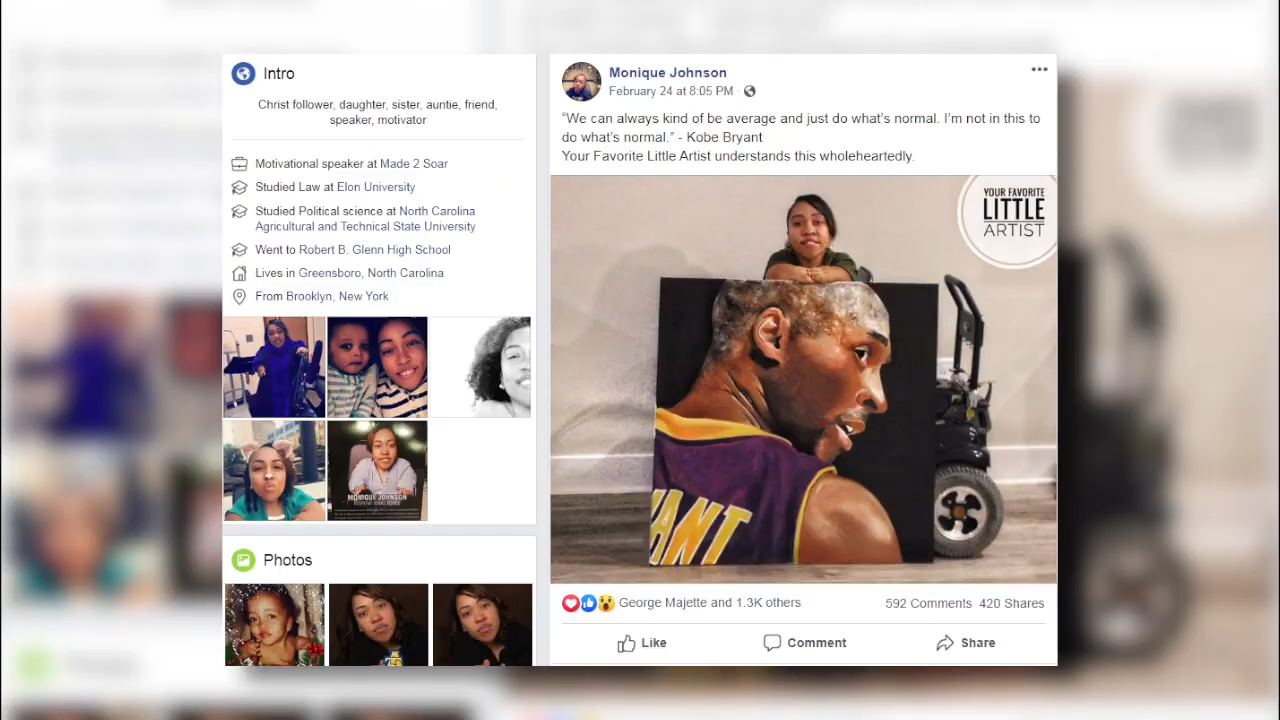 Intro
Christ follower, daughter, sister, auntie, friend,
speaker, motivator
Motivational speaker at Made 2 Soar
Studied Law at Elon University
Studied Political science at North Carolina
Agricultural and Technical State University
Went to Robert B. Glenn High School
Lives in Greensboro, North Carolina
From Brooklyn, New York
MONIQUE JOHNSON
Photos
Monique Johnson
February 24 at 8:05 PM ·
“We can always kind of be average and just do what’s normal. I’m not in this to
do what’s normal.” - Kobe Bryant
Your Favorite Little Artist understands this wholeheartedly.
YOUR FAVORITE
LITTLE
ARTIST
ANT
George Majette and 1.3K others
592 Comments 420 Shares
Like
Comment
Share